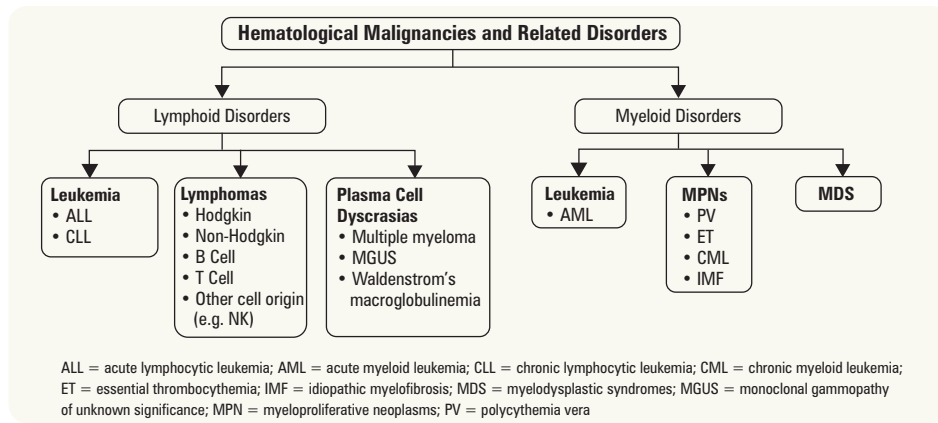 Hematological Malignancies and Related Disorders
Lymphoid Disorders
Myeloid Disorders
Leukemia
• ALL
• CLL
Lymphomas
• Hodgkin
• Non-Hodgkin
• B Cell
• T Cell
• Other cell origin
(e.g. NK)
Plasma Cell
Dyscrasias
• Multiple myeloma
• MGUS
• Waldenstrom's
macroglobulinemia
Leukemia
• AML
MPNs
• PV
• ET
• CML
• IMF
MDS
ALL = acute lymphocytic leukemia; AML = acute myeloid leukemia; CLL = chronic lymphocytic leukemia; CML = chronic myeloid leukemia;
ET = essential thrombocythemia; IMF = idiopathic myelofibrosis; MDS = myelodysplastic syndromes; MGUS = monoclonal gammopathy
of unknown significance; MPN = myeloproliferative neoplasms; PV = polycythemia vera